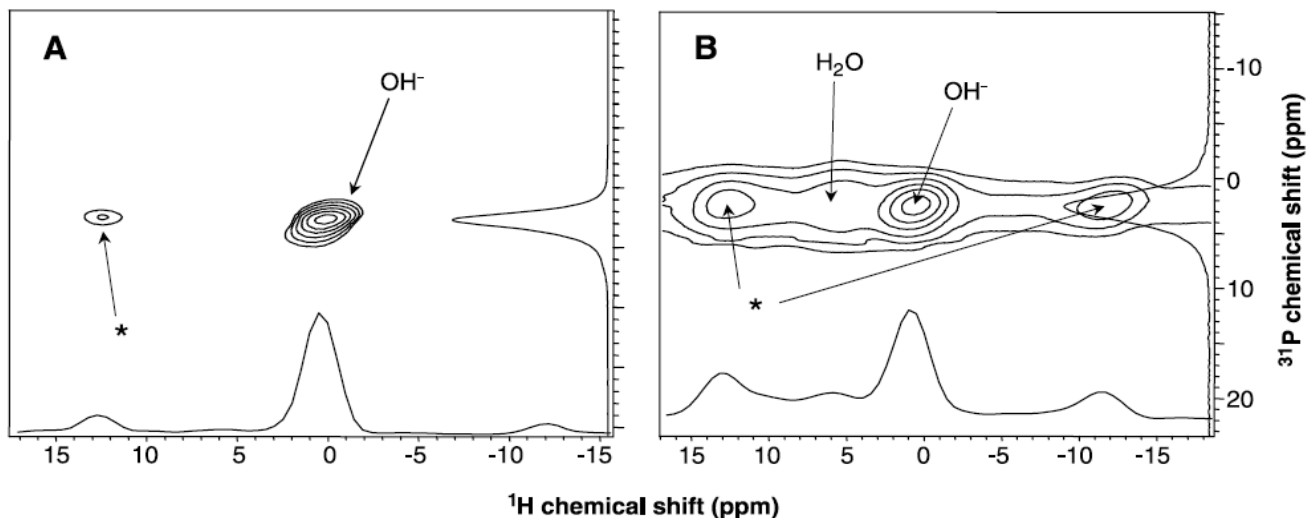 A
OH⁻
*
15 10 5 0 -5 -10 -15
B
H₂O
OH⁻
*
15 10 5 0 -5 -10 -15
-10
0
10
20
³¹P chemical shift (ppm)
¹H chemical shift (ppm)